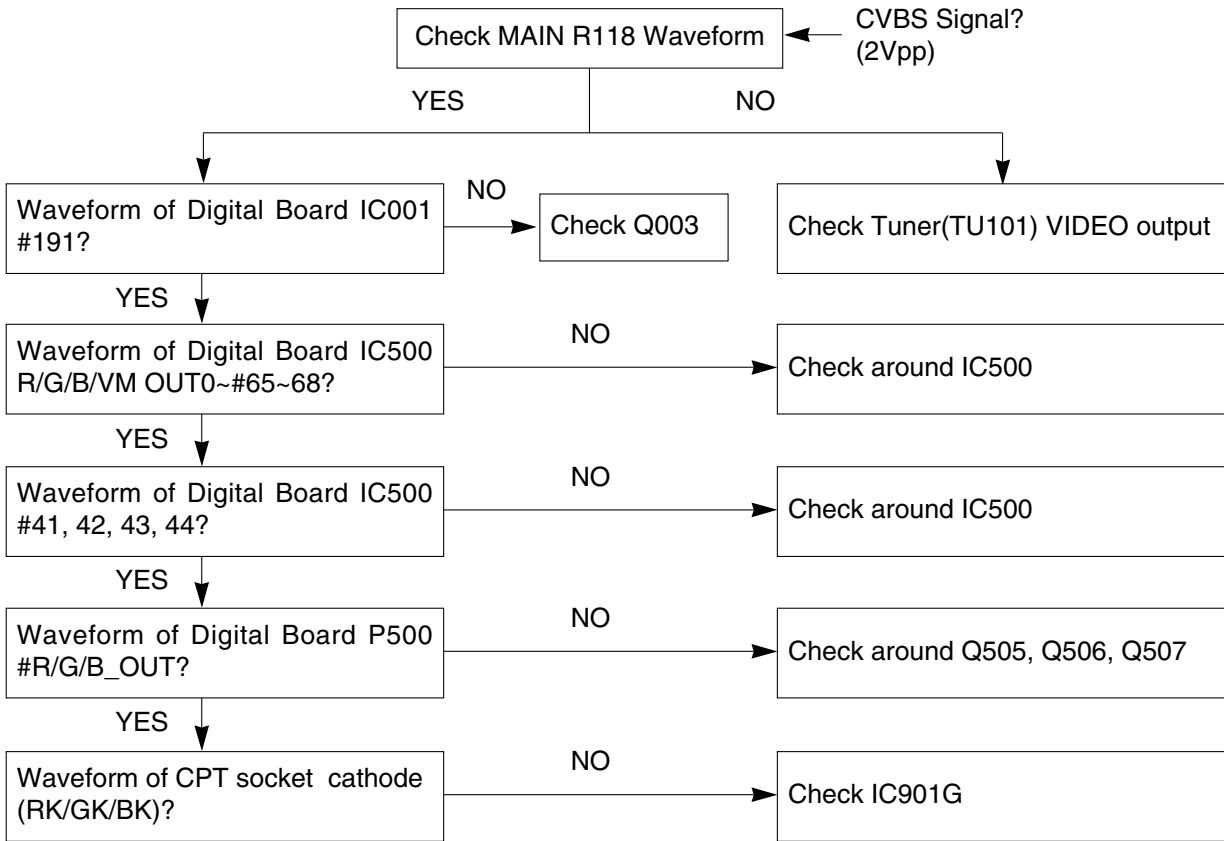 Check MAIN R118 Waveform
CVBS Signal?
(2Vpp)
YES
NO
Waveform of Digital Board IC001
#191?
NO
Check Q003
Check Tuner(TU101) VIDEO output
YES
Waveform of Digital Board IC500
R/G/B/VM OUT0~#65~68?
NO
Check around IC500
YES
Waveform of Digital Board IC500
#41, 42, 43, 44?
NO
Check around IC500
YES
Waveform of Digital Board P500
#R/G/B_OUT?
NO
Check around Q505, Q506, Q507
YES
Waveform of CPT socket cathode
(RK/GK/BK)?
NO
Check IC901G